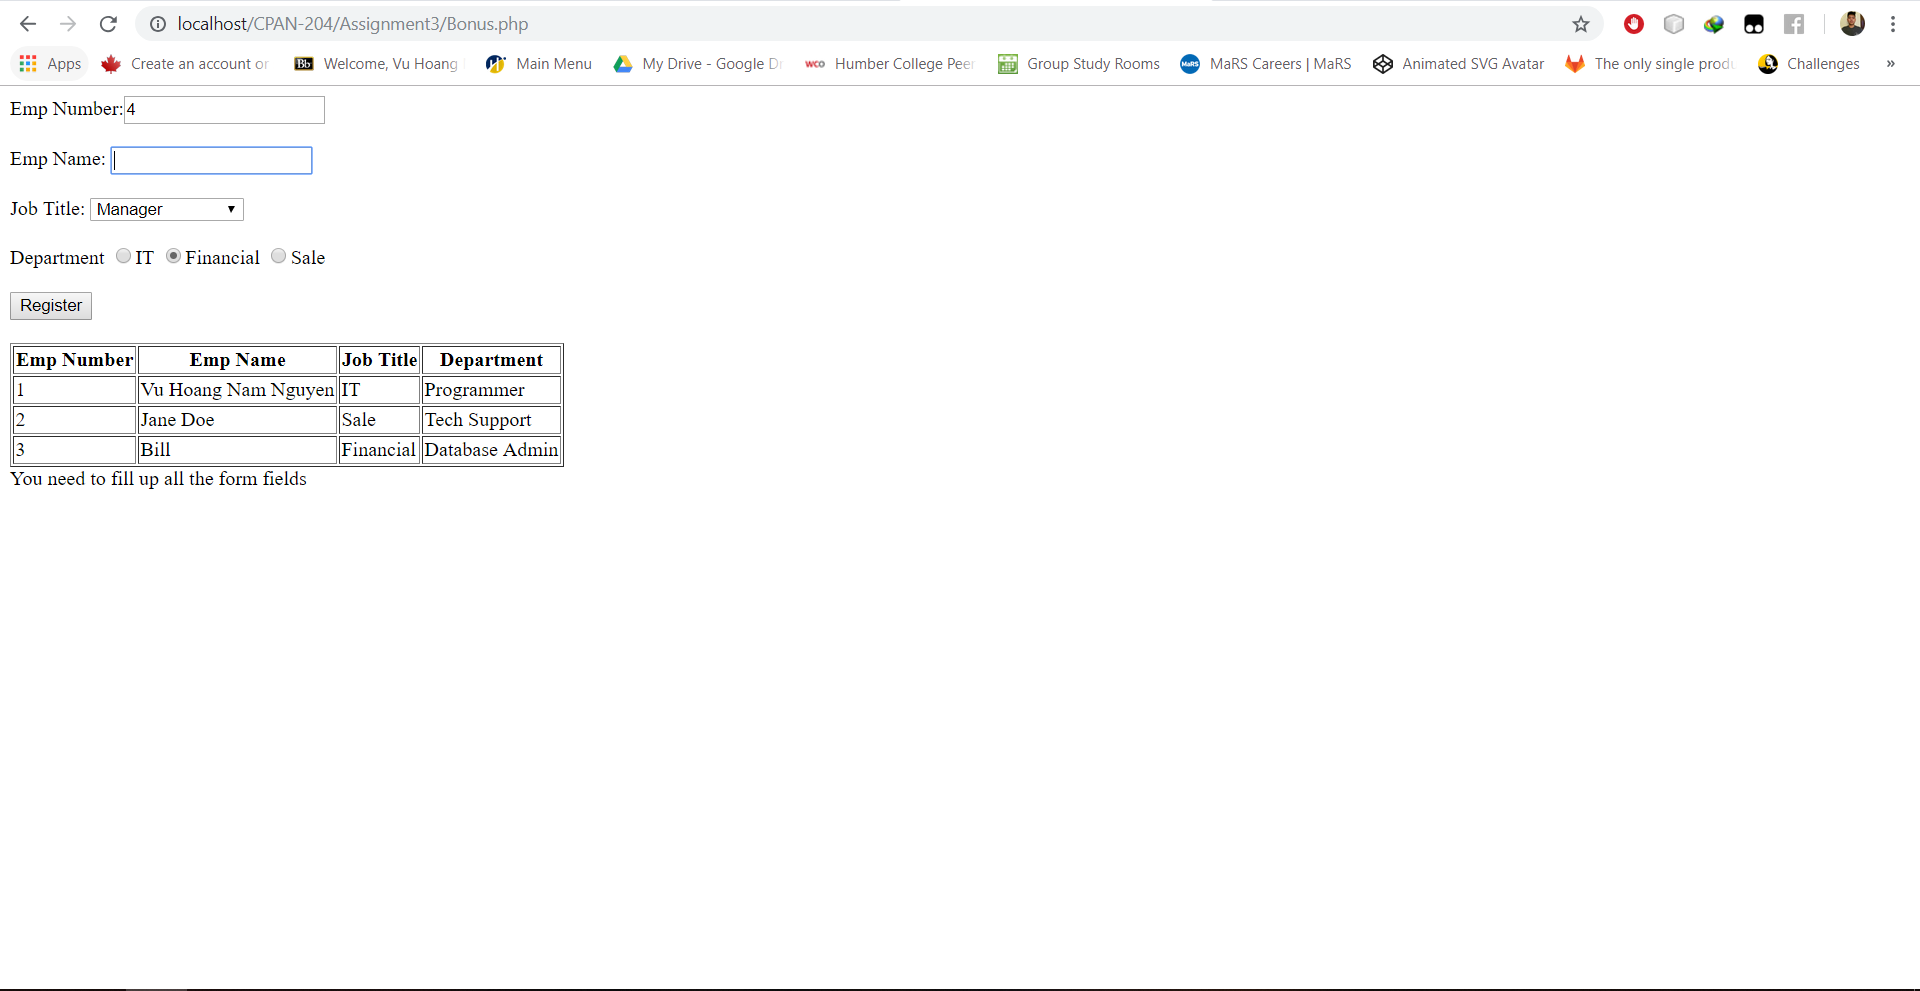 localhost/CPAN-204/Assignment3/Bonus.php
Apps Create an account or Bb Welcome, Vu Hoang Main Menu My Drive - Google D wco Humber College Peer Group Study Rooms MaRS MaRS Careers | MaRS Animated SVG Avatar The only single produ Challenges »
Emp Number: 4
Emp Name:
Job Title: Manager
Department IT Financial Sale
Register
Emp Number Emp Name Job Title Department
1 Vu Hoang Nam Nguyen IT Programmer
2 Jane Doe Sale Tech Support
3 Bill Financial Database Admin
You need to fill up all the form fields